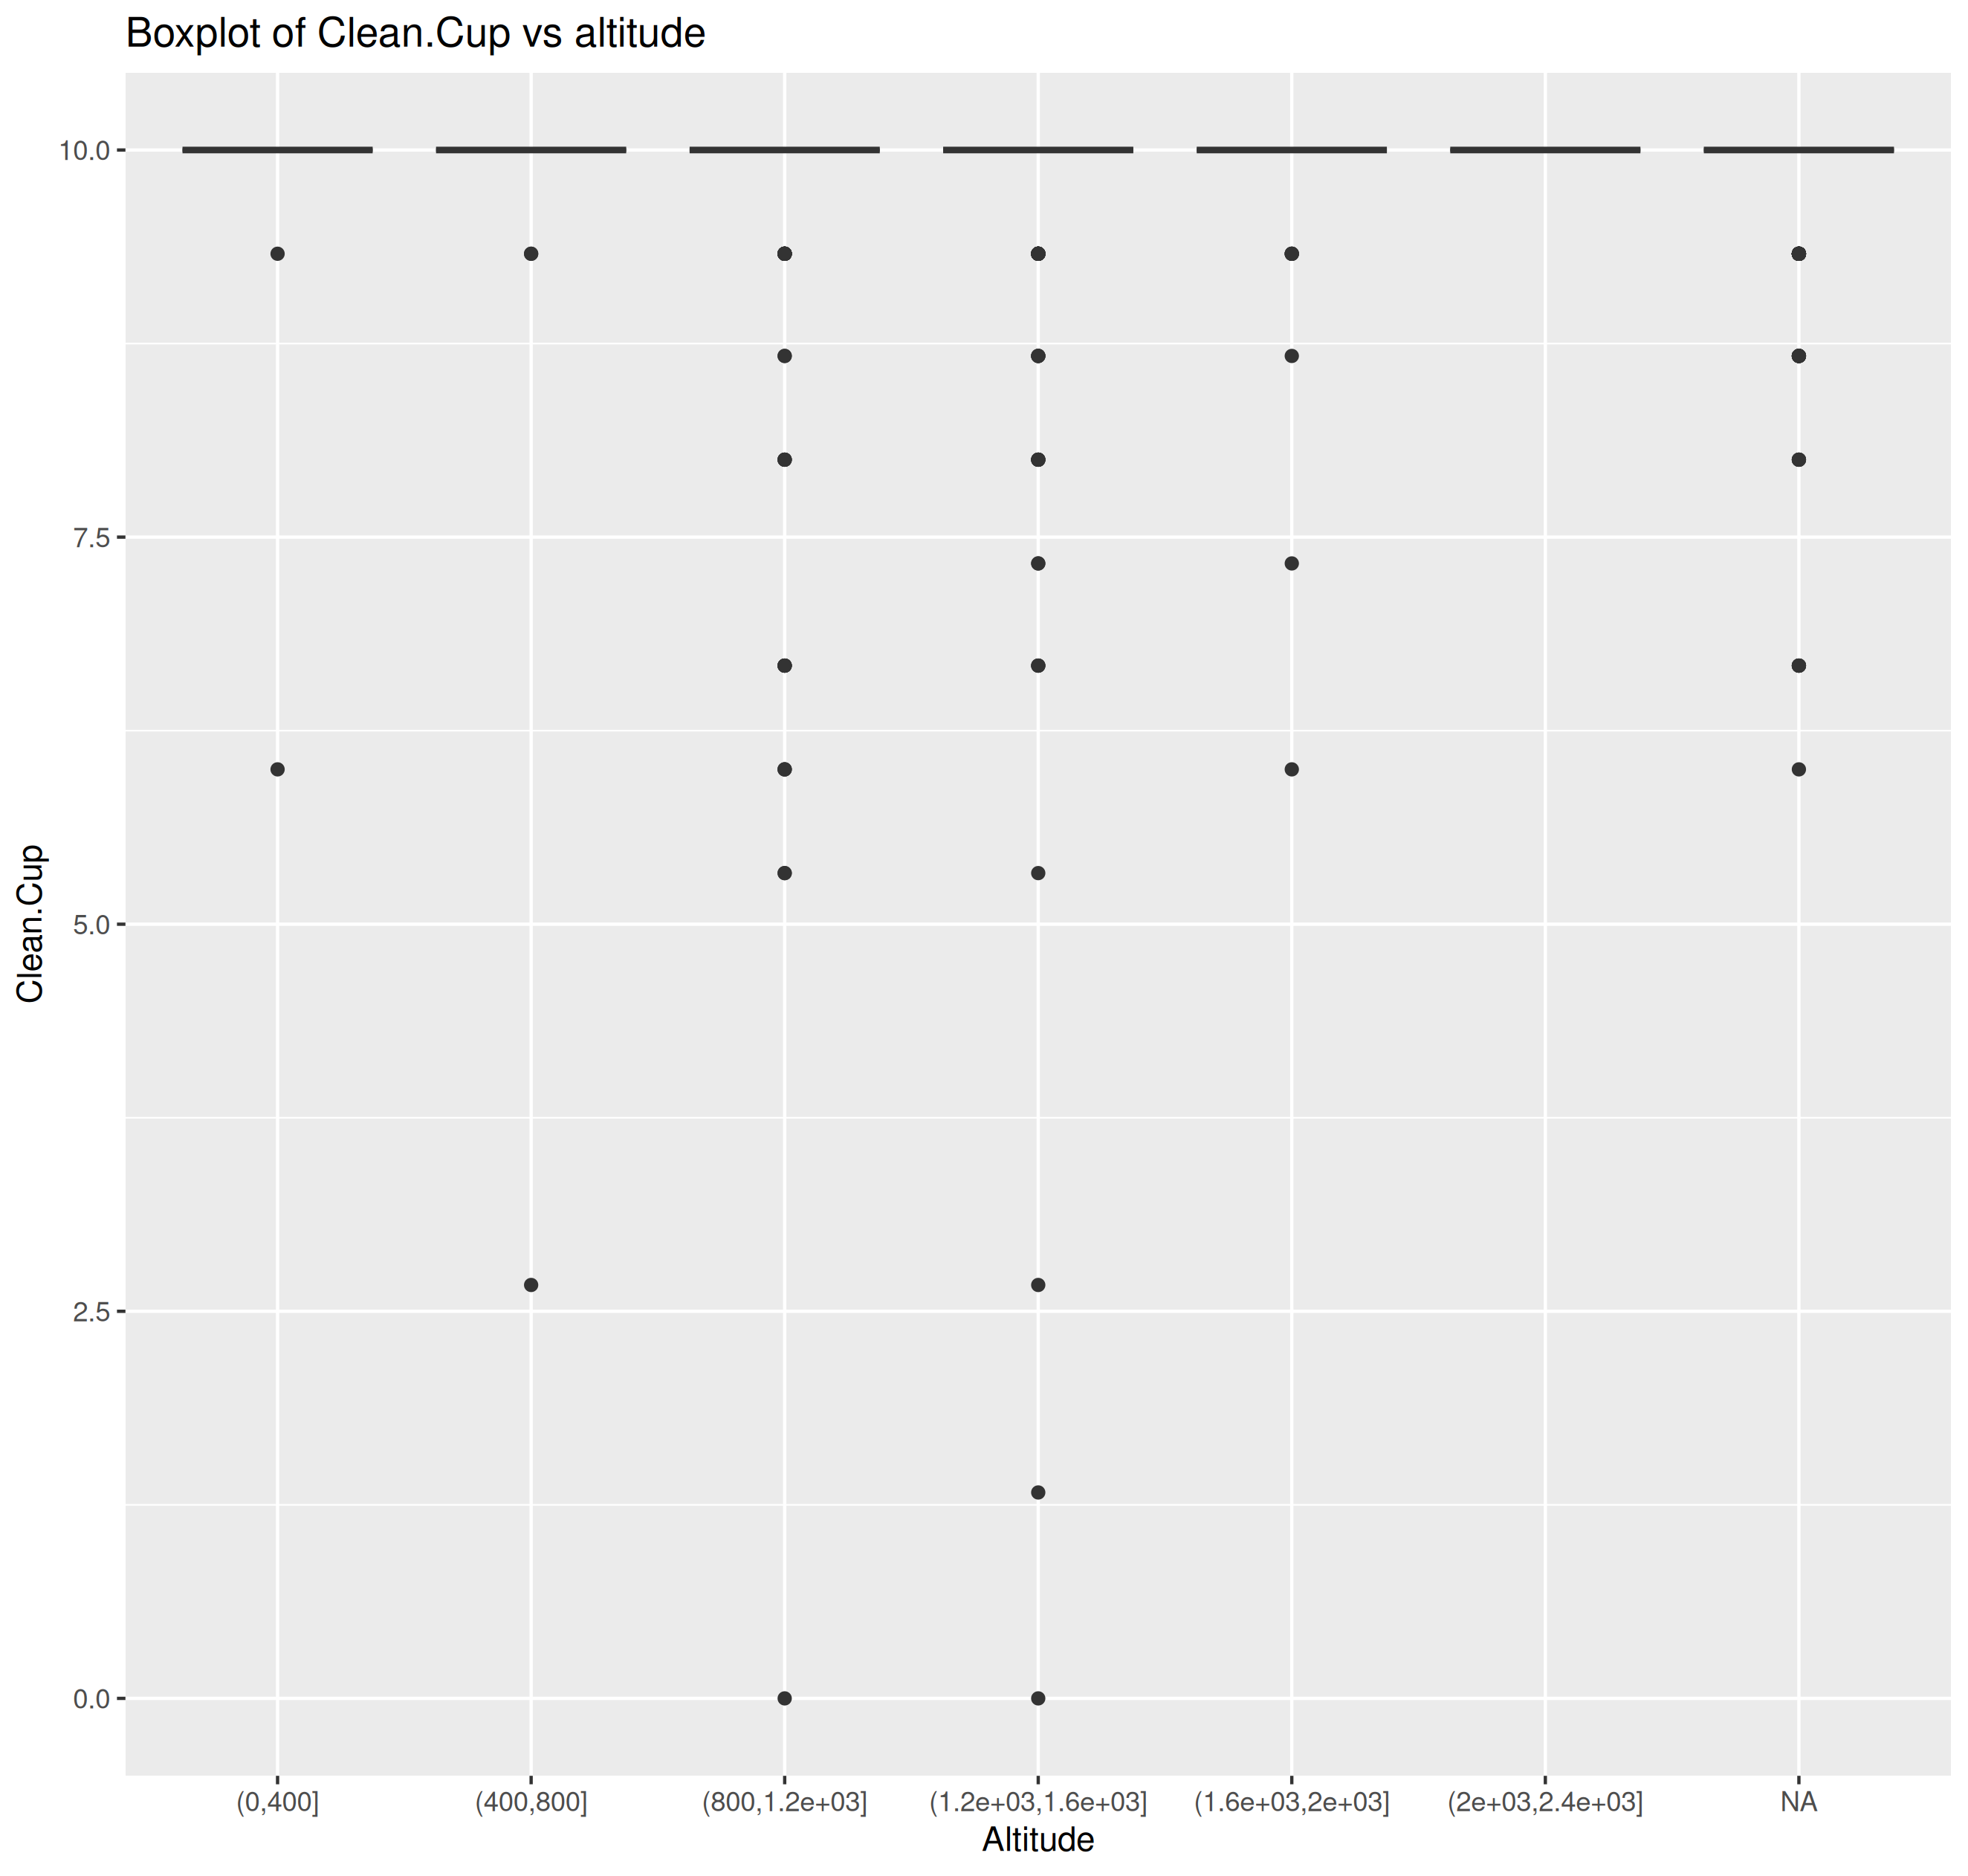 Boxplot of Clean.Cup vs altitude
10.0
7.5
5.0
2.5
0.0
Clean.Cup
(0,400] (400,800] (800,1.2e+03] (1.2e+03,1.6e+03] (1.6e+03,2e+03] (2e+03,2.4e+03] NA
Altitude